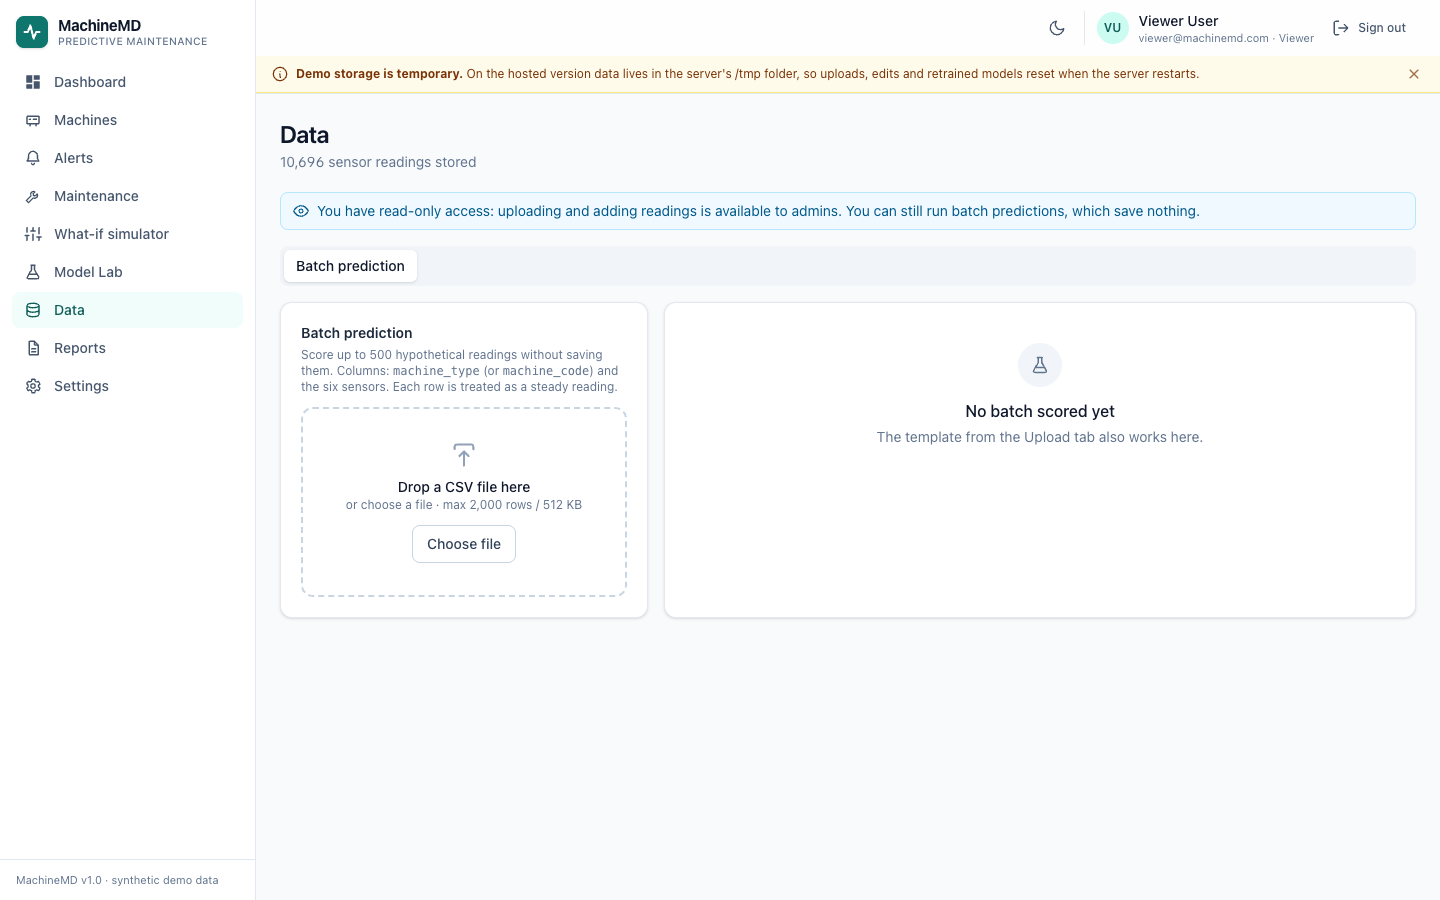 MachineMD
PREDICTIVE MAINTENANCE
Dashboard
Machines
Alerts
Maintenance
What-if simulator
Model Lab
Data
Reports
Settings
MachineMD v1.0 · synthetic demo data
VU
Viewer User
viewer@machinemd.com · Viewer
Sign out
Demo storage is temporary. On the hosted version data lives in the server's /tmp folder, so uploads, edits and retrained models reset when the server restarts.
Data
10,696 sensor readings stored
You have read-only access: uploading and adding readings is available to admins. You can still run batch predictions, which save nothing.
Batch prediction
Batch prediction
Score up to 500 hypothetical readings without saving
them. Columns: machine_type (or machine_code) and
the six sensors. Each row is treated as a steady reading.
Drop a CSV file here
or choose a file · max 2,000 rows / 512 KB
Choose file
No batch scored yet
The template from the Upload tab also works here.